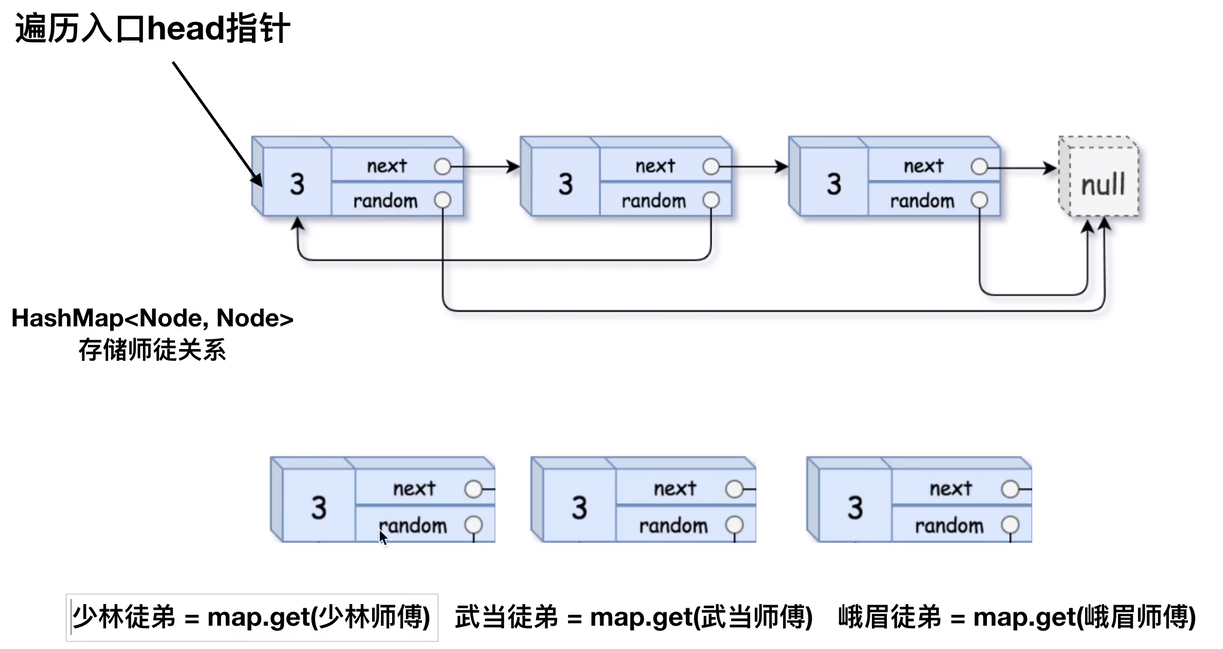 遍历入口head指针
3 next random
3 next random
3 next random
null
HashMap<Node, Node>
存储师徒关系
3 next random
3 next random
3 next random
少林徒弟 = map.get(少林师傅) 武当徒弟 = map.get(武当师傅) 峨眉徒弟 = map.get(峨眉师傅)